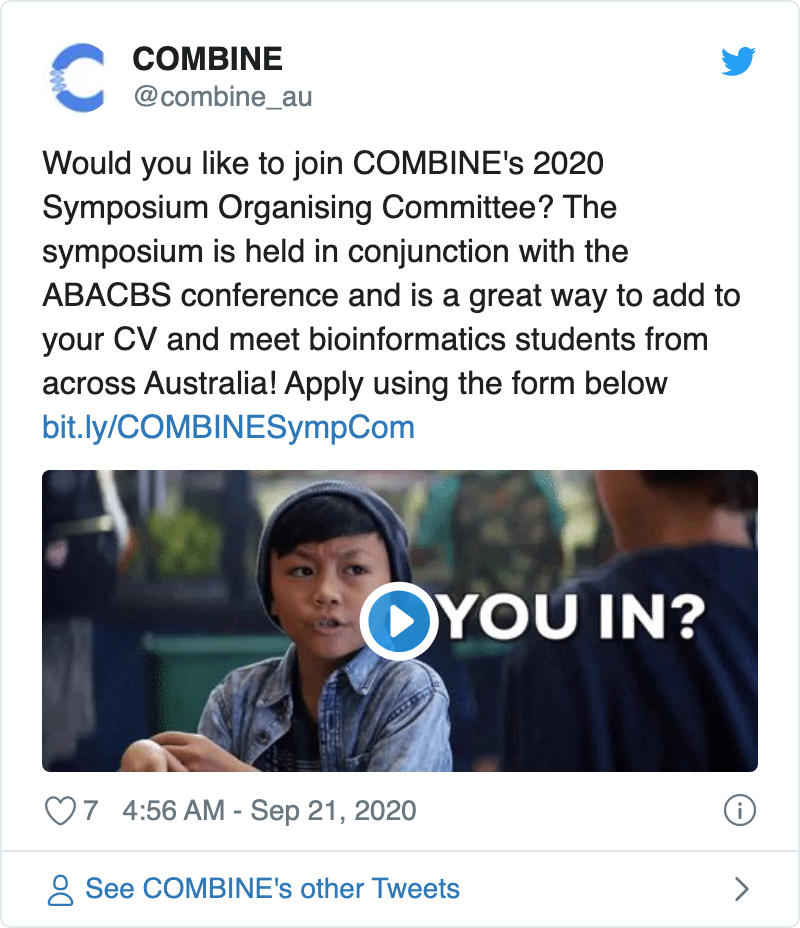 COMBINE
@combine_au
Would you like to join COMBINE's 2020
Symposium Organising Committee? The
symposium is held in conjunction with the
ABACBS conference and is a great way to add to
your CV and meet bioinformatics students from
across Australia! Apply using the form below
bit.ly/COMBINESympCom
YOU IN?
7 4:56 AM - Sep 21, 2020
See COMBINE's other Tweets